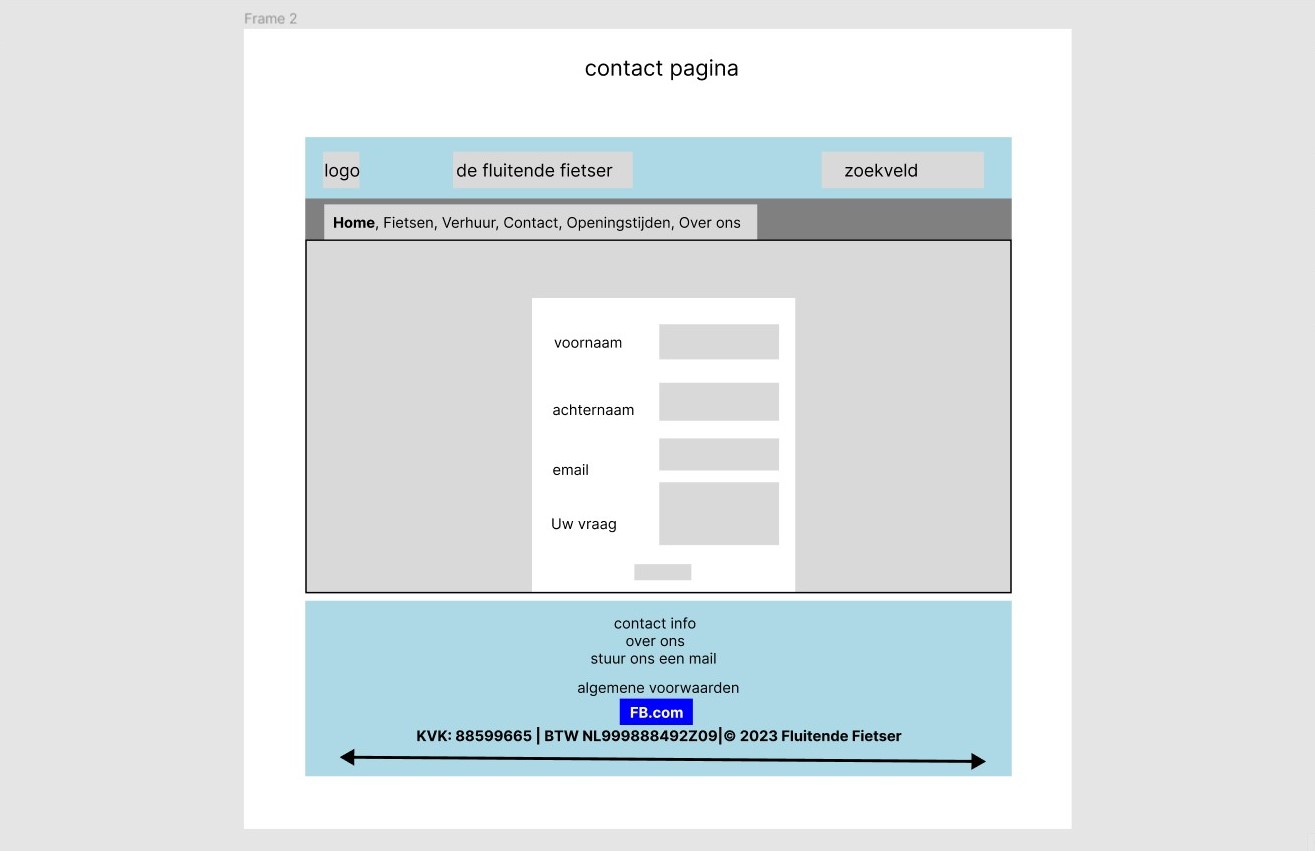 Frame 2
contact pagina
logo
de fluitende fietser
zoekveld
Home, Fietsen, Verhuur, Contact, Openingstijden, Over ons
voornaam
achternaam
email
Uw vraag
contact info
over ons
stuur ons een mail
algemene voorwaarden
FB.com
KVK: 88599665 | BTW NL999888492Z09|© 2023 Fluitende Fietser